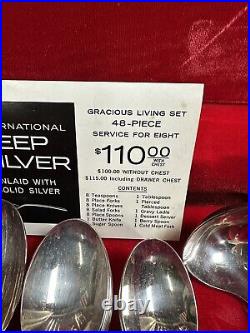 GRACIOUS LIVING SET
48-PIECE
SERVICE FOR EIGHT
$110.00
WITH CHEST
$100.00 WITHOUT CHEST
$115.00 Including DRAWER CHEST
CONTENTS
8 Teaspoons
8 Place Forks
8 Place Knives
8 Salad Forks
8 Place Spoons
1 Butter Knife
1 Sugar Spoon
1 Tablespoon
1 Pierced Tablespoon
1 Gravy Ladle
1 Dessert Server
1 Berry Spoon
1 Cold Meat Fork
ERNATIONAL
EEP
ILVER
NLAID WITH
OLID SILVER